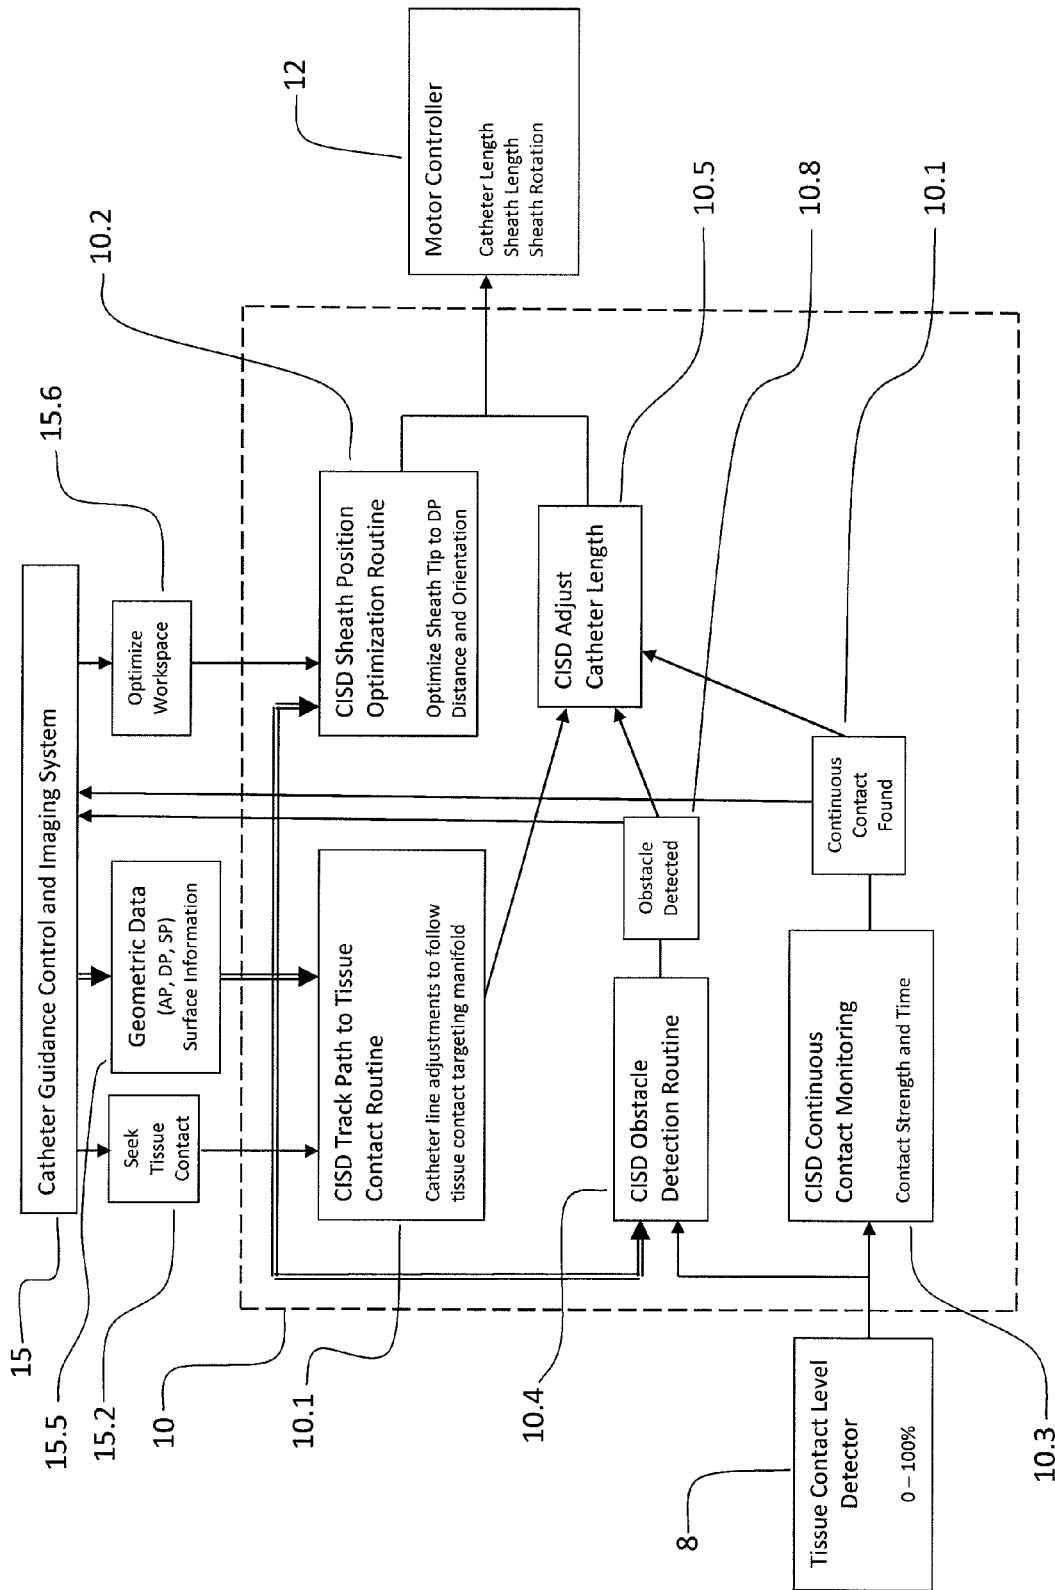 15
Catheter Guidance Control and Imaging System
15.5
15.2
10
Seek
Tissue
Contact
Geometric Data
(AP, DP, SP)
Surface Information
Optimize
Workspace
15.6
10.1
CISD Track Path to Tissue
Contact Routine
Catheter line adjustments to follow
tissue contact targeting manifold
CISD Sheath Position
Optimization Routine
Optimize Sheath Tip to DP
Distance and Orientation
10.2
12
Motor Controller
Catheter Length
Sheath Length
Sheath Rotation
10.4
CISD Obstacle
Detection Routine
Obstacle
Detected
CISD Adjust
Catheter Length
10.5
10.8
10.1
8
Tissue Contact Level
Detector
0 – 100%
CISD Continuous
Contact Monitoring
Contact Strength and Time
Continuous
Contact
Found
10.3